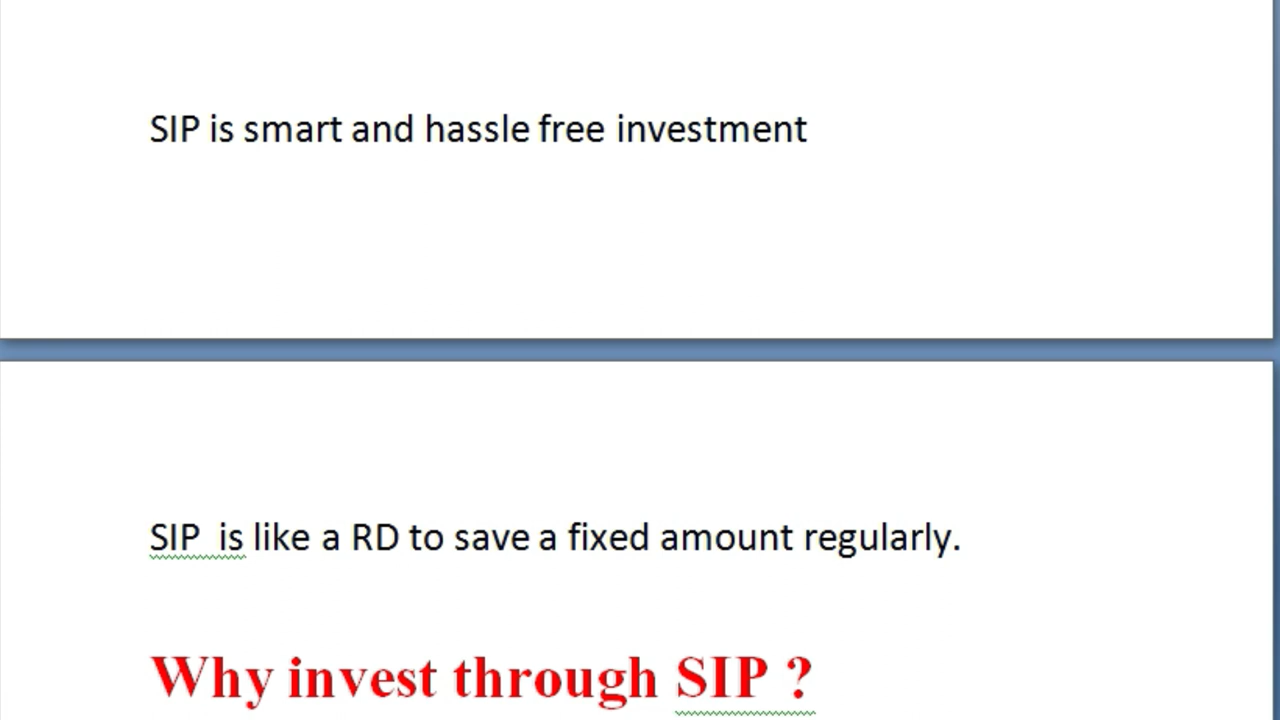 SIP is smart and hassle free investment
SIP  is like a RD to save a fixed amount regularly.
Why invest through SIP ?